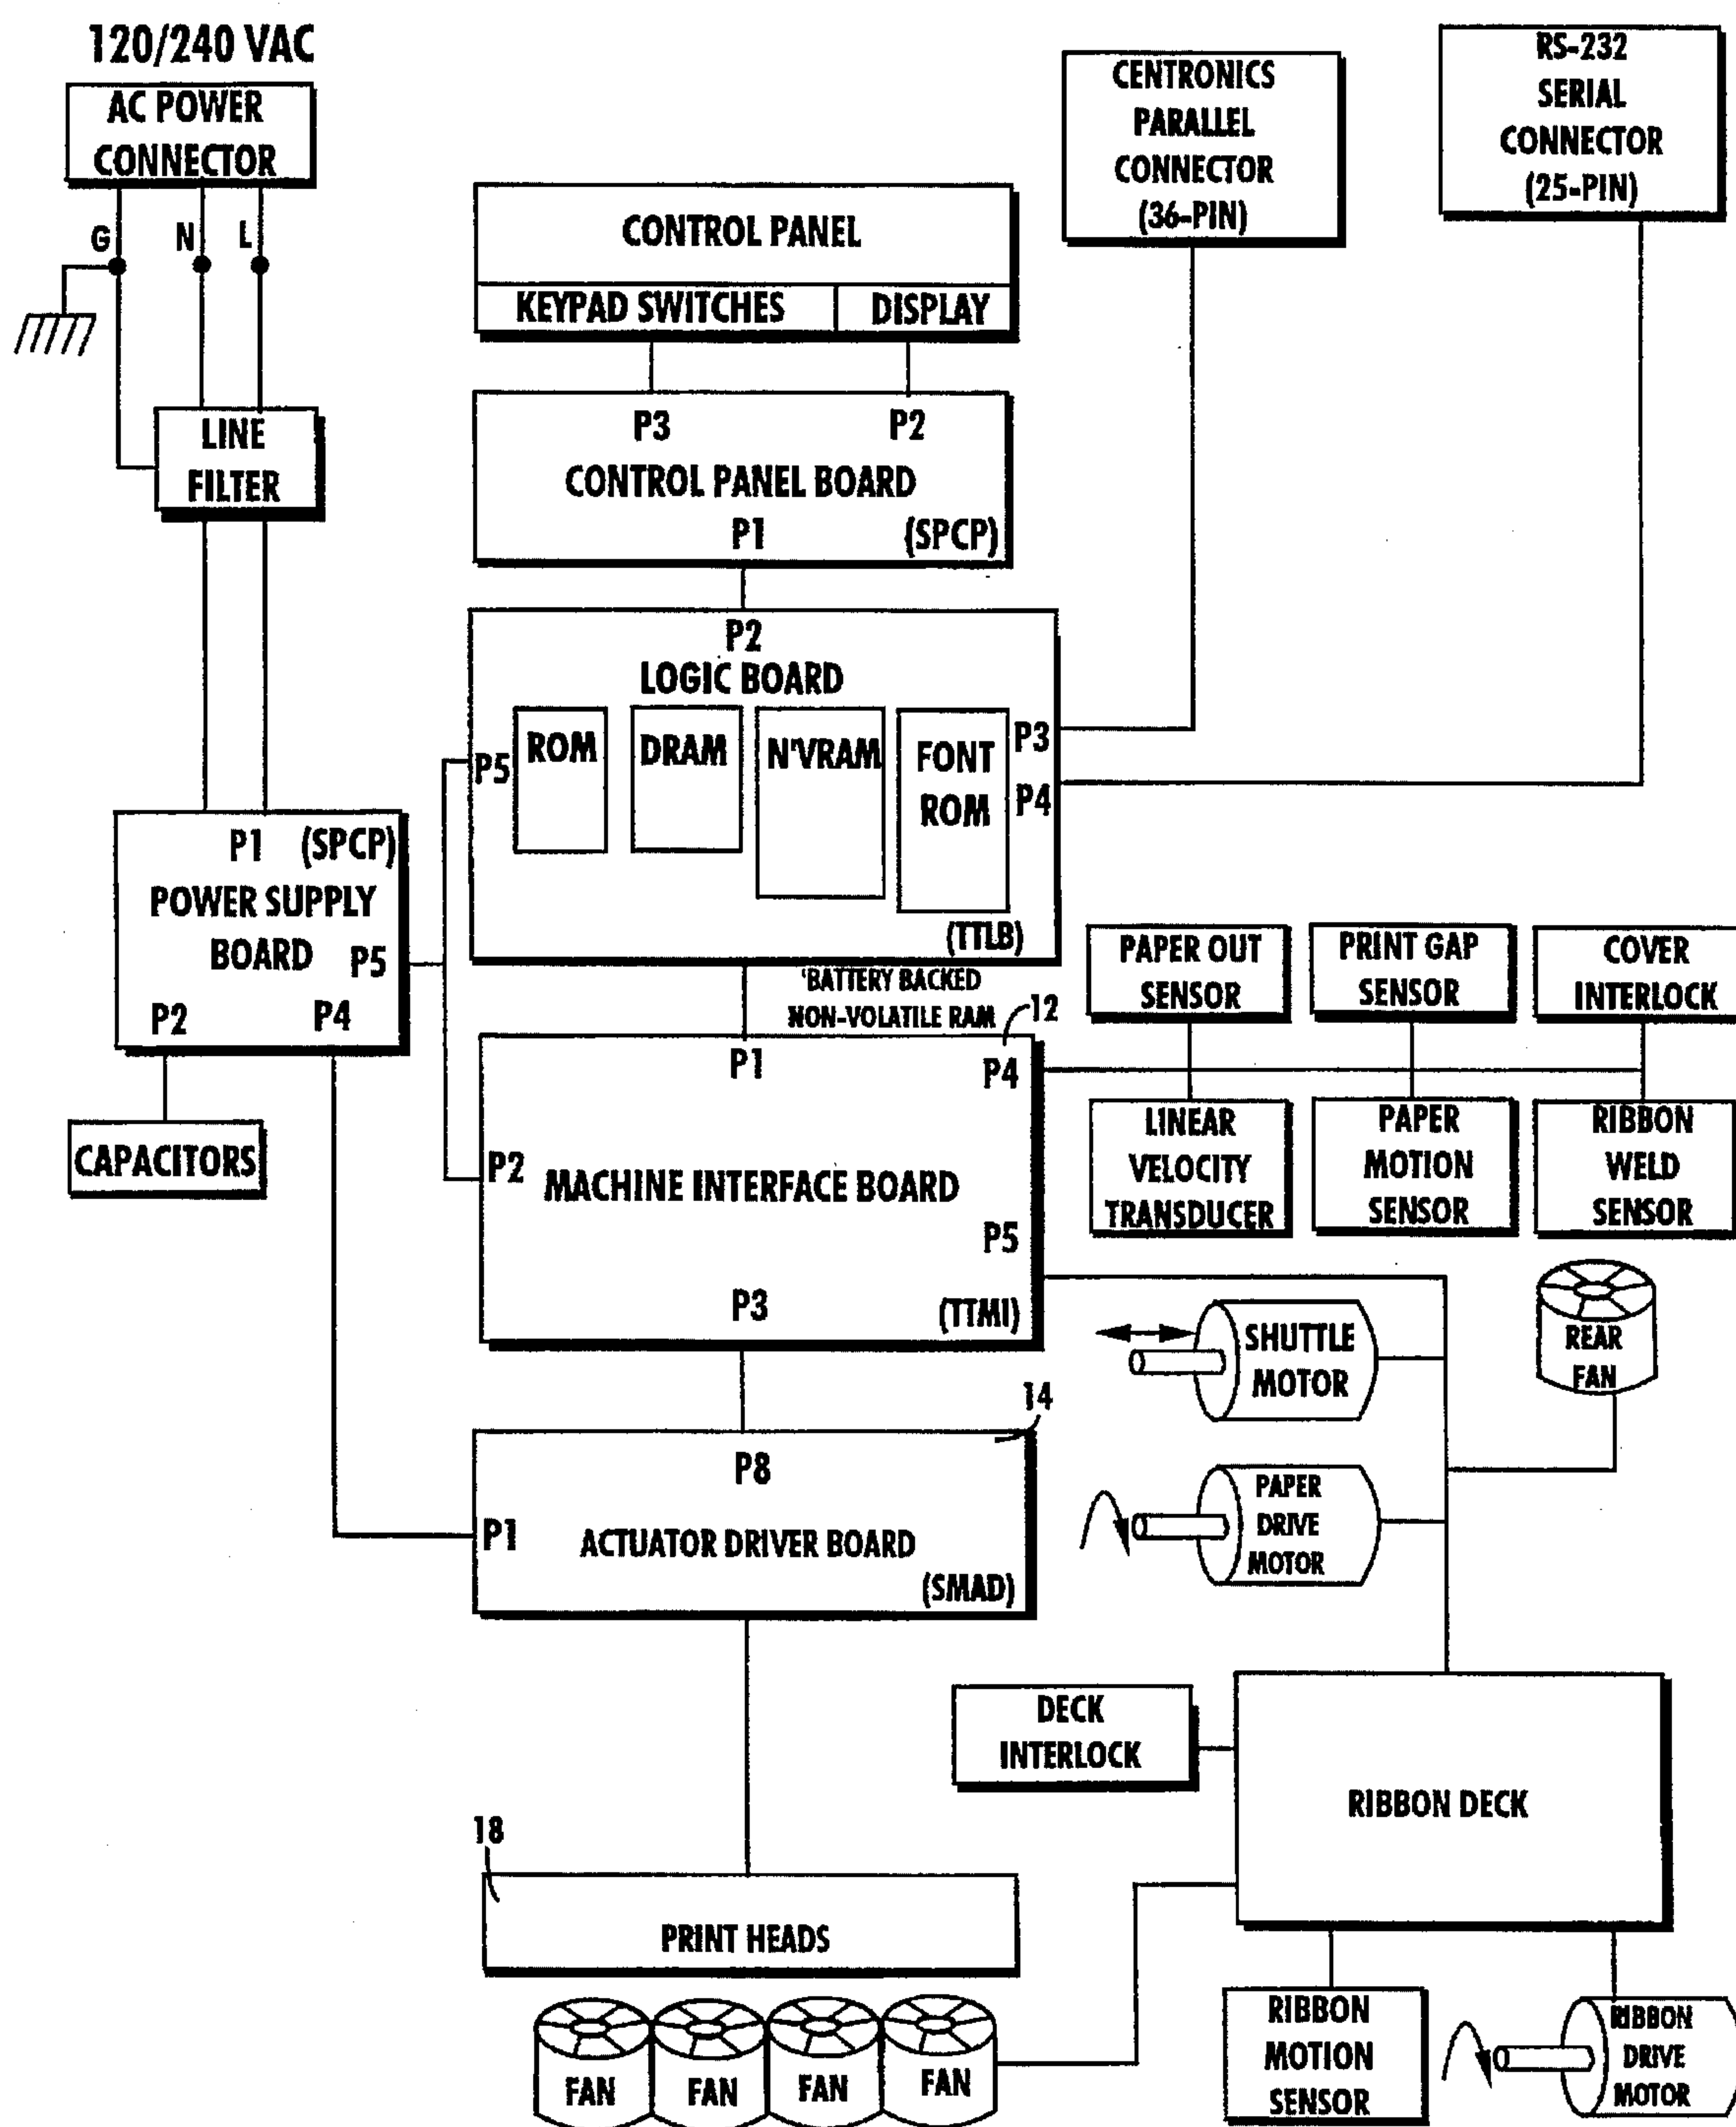 120/240 VAC
AC POWER
CONNECTOR
G N L
LINE
FILTER
CONTROL PANEL
KEYPAD SWITCHES
DISPLAY
P3 P2
CONTROL PANEL BOARD
P1 (SPCP)
CENTRONICS
PARALLEL
CONNECTOR
(36-PIN)
RS-232
SERIAL
CONNECTOR
(25-PIN)
P2
LOGIC BOARD
P5
ROM
DRAM
N'VRAM
FONT
ROM
P3
P4
(TTLB)
'BATTERY BACKED
NON-VOLATILE RAM
P1 (SPCP)
POWER SUPPLY
BOARD P5
P2 P4
CAPACITORS
12
P1
P4
P2 MACHINE INTERFACE BOARD
P5
P3 (TTMI)
PAPER OUT
SENSOR
PRINT GAP
SENSOR
COVER
INTERLOCK
LINEAR
VELOCITY
TRANSDUCER
PAPER
MOTION
SENSOR
RIBBON
WELD
SENSOR
SHUTTLE
MOTOR
REAR
FAN
PAPER
DRIVE
MOTOR
14
P8
P1 ACTUATOR DRIVER BOARD
(SMAD)
DECK
INTERLOCK
RIBBON DECK
18
PRINT HEADS
FAN FAN FAN FAN
RIBBON
MOTION
SENSOR
RIBBON
DRIVE
MOTOR